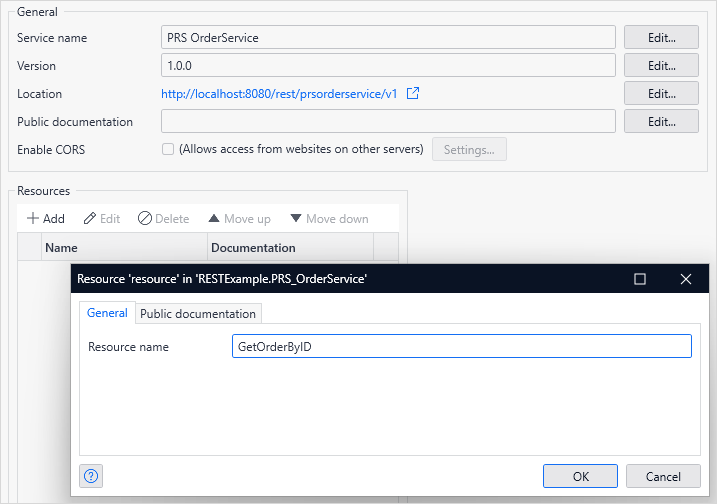 General
Service name PRS OrderService Edit...
Version 1.0.0 Edit...
Location http://localhost:8080/rest/prsorderservice/v1 Edit...
Public documentation Edit...
Enable CORS (Allows access from websites on other servers) Settings...
Resources
Add Edit Delete Move up Move down
Name Documentation
Resource 'resource' in 'RESTExample.PRS_OrderService'
General Public documentation
Resource name GetOrderByID
? OK Cancel